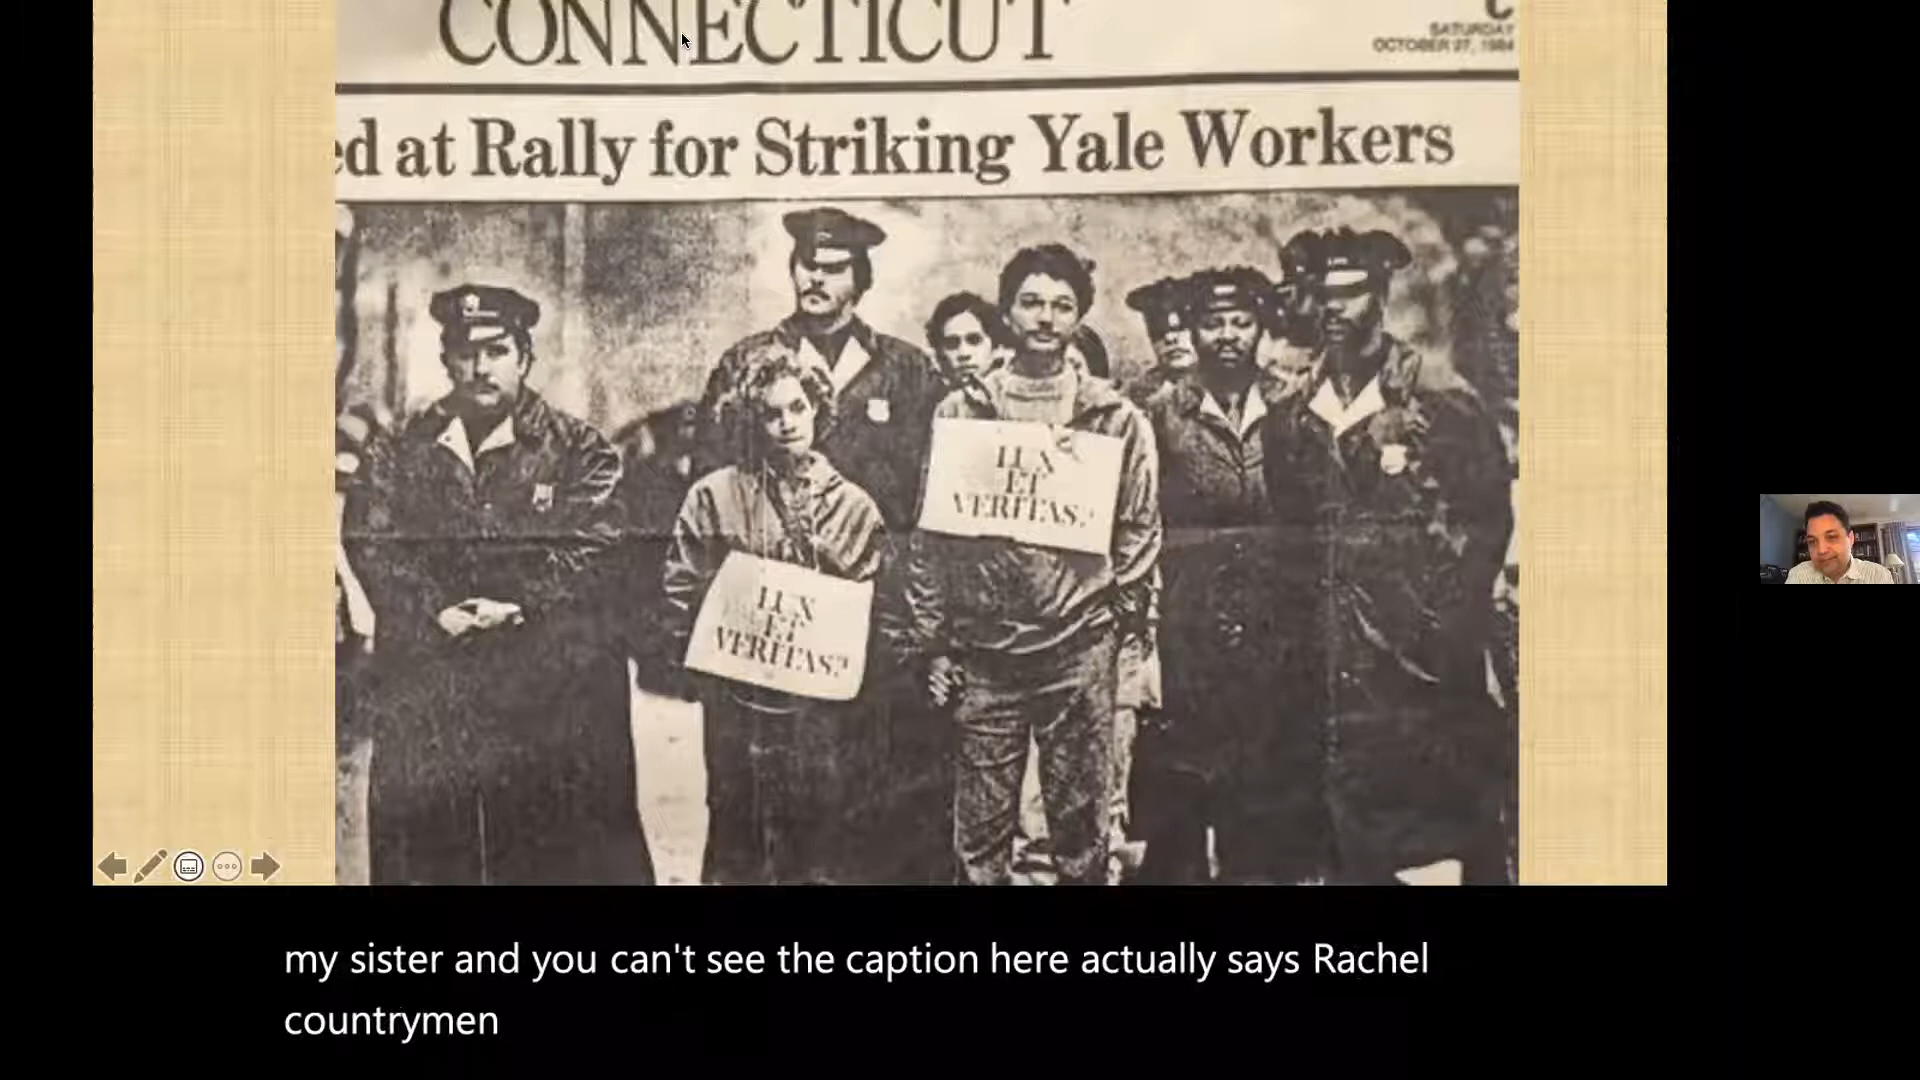 CONNECTICUT
SATURDAY
OCTOBER 27, 1984
ed at Rally for Striking Yale Workers
LUX
ET
VERITAS?
LUX
ET
VERITAS?
my sister and you can't see the caption here actually says Rachel
countrymen